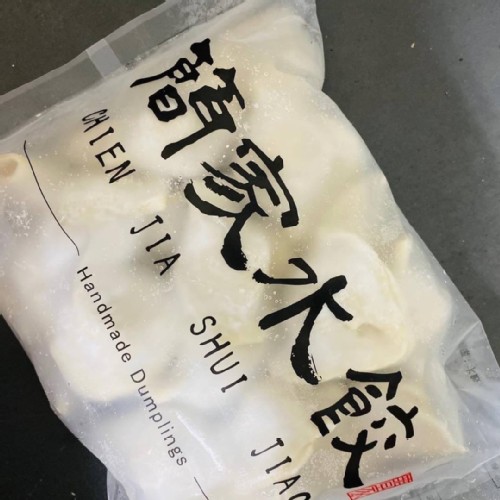 簡家水餃
CHIEN JIA SHUI JIAO
Handmade Dumplings